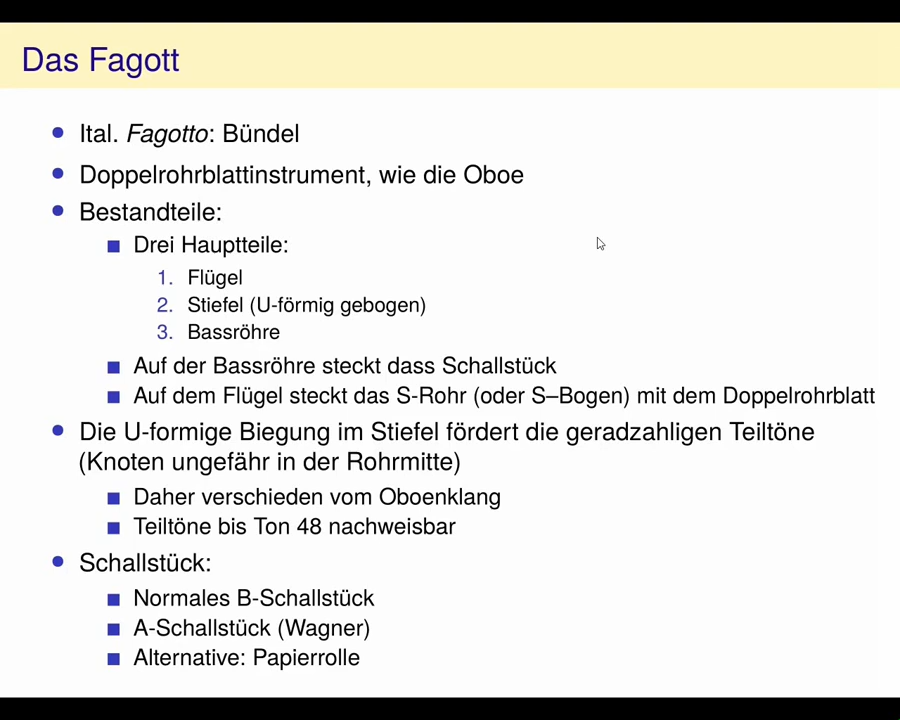 Das Fagott
Ital. Fagotto: Bündel
Doppelrohrblattinstrument, wie die Oboe
Bestandteile:
Drei Hauptteile:
1. Flügel
2. Stiefel (U-förmig gebogen)
3. Bassröhre
Auf der Bassröhre steckt dass Schallstück
Auf dem Flügel steckt das S-Rohr (oder S–Bogen) mit dem Doppelrohrblatt
Die U-formige Biegung im Stiefel fördert die geradzahligen Teiltöne
(Knoten ungefähr in der Rohrmitte)
Daher verschieden vom Oboenklang
Teiltöne bis Ton 48 nachweisbar
Schallstück:
Normales B-Schallstück
A-Schallstück (Wagner)
Alternative: Papierrolle